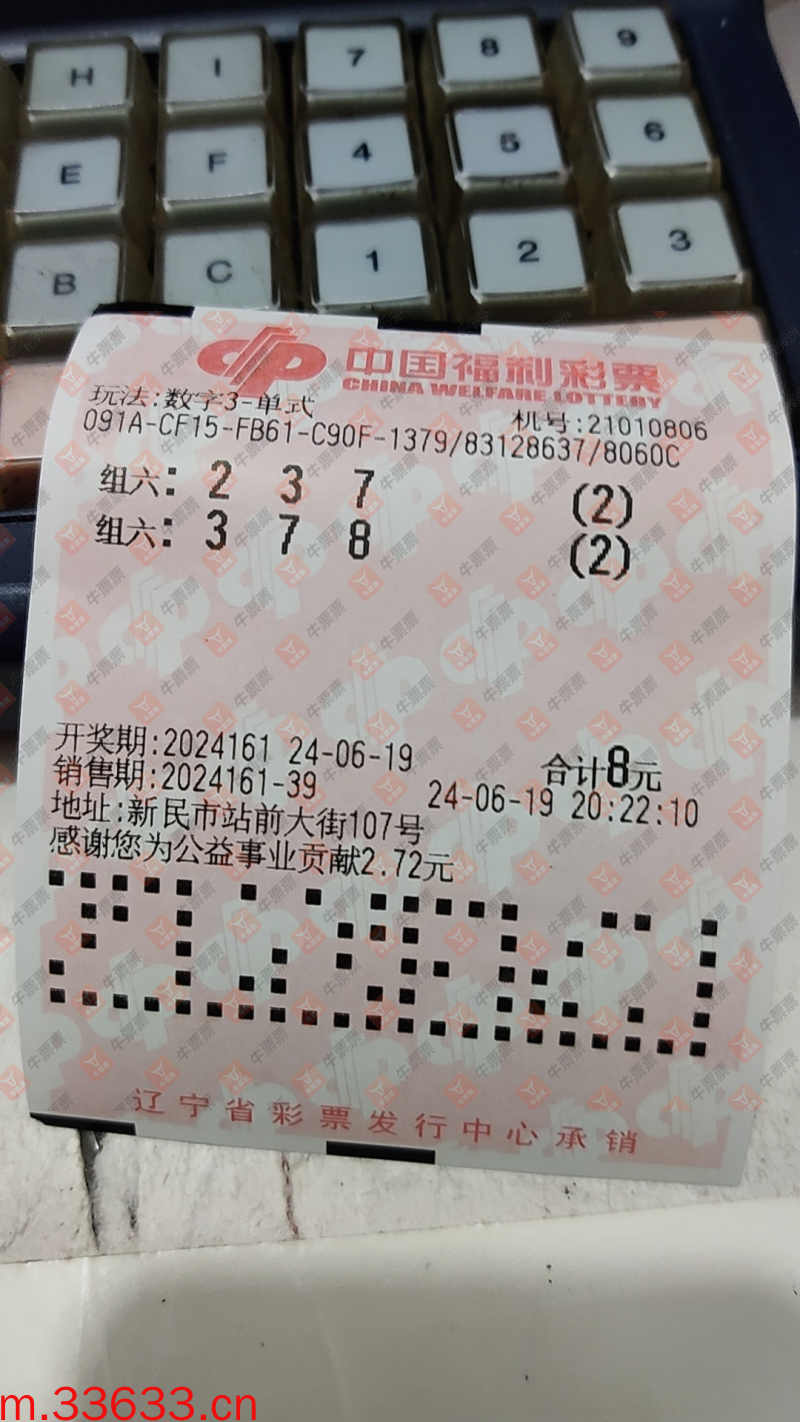 H I 7 8 9
E F 4 5 6
B C 1 2 3
中国福利彩票
CHINA WELFARE LOTTERY
玩法:数字3-单式 机号:21010806
091A-CF15-FB61-C90F-1379/83128637/8060C
组六: 2 3 7 (2)
组六: 3 7 8 (2)
开奖期:2024161 24-06-19 合计8元
销售期:2024161-39 24-06-19 20:22:10
地址:新民市站前大街107号
感谢您为公益事业贡献2.72元
辽宁省彩票发行中心承销
牛票票
m.33633.cn